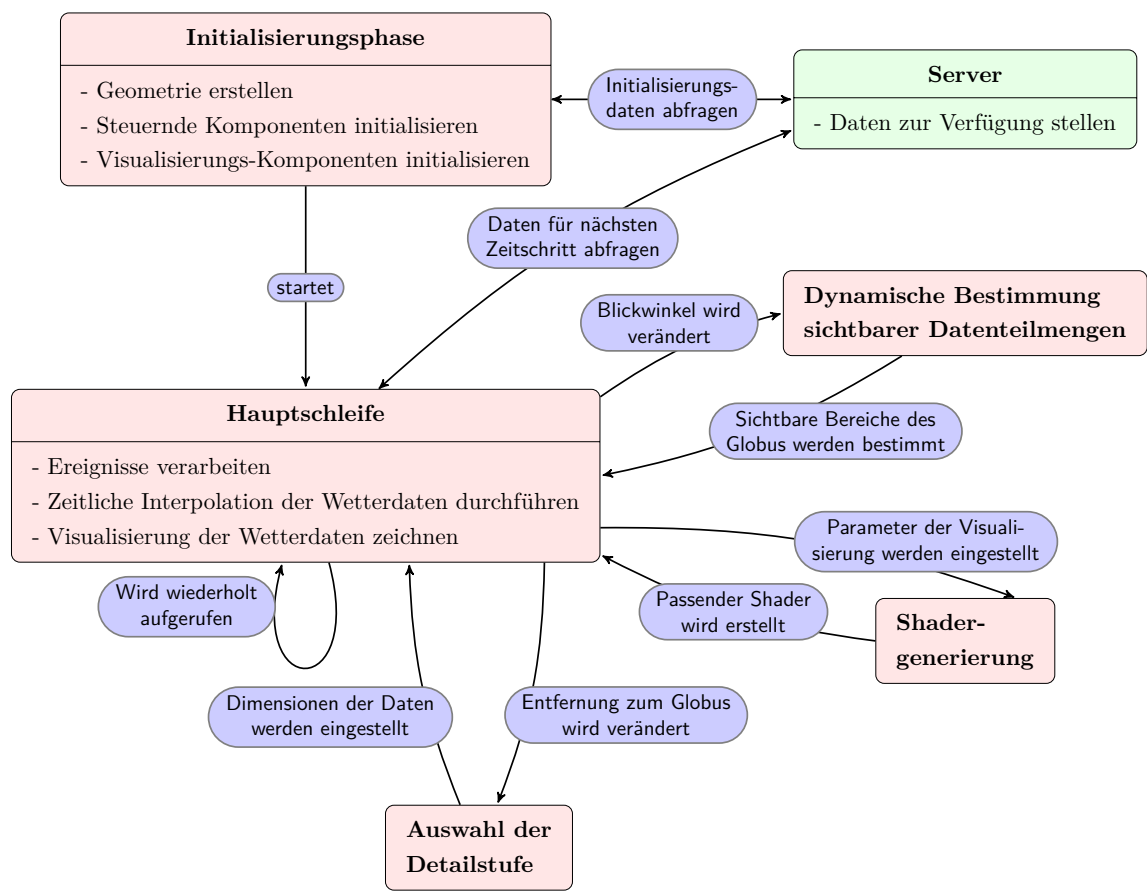 Initialisierungsphase
- Geometrie erstellen
- Steuernde Komponenten initialisieren
- Visualisierungs-Komponenten initialisieren
Initialisierungs-
daten abfragen
Server
- Daten zur Verfügung stellen
Daten für nächsten
Zeitschritt abfragen
startet
Blickwinkel wird
verändert
Dynamische Bestimmung
sichtbarer Datenteilmengen
Hauptschleife
- Ereignisse verarbeiten
- Zeitliche Interpolation der Wetterdaten durchführen
- Visualisierung der Wetterdaten zeichnen
Sichtbare Bereiche des
Globus werden bestimmt
Parameter der Visuali-
sierung werden eingestellt
Passender Shader
wird erstellt
Shader-
generierung
Wird wiederholt
aufgerufen
Dimensionen der Daten
werden eingestellt
Entfernung zum Globus
wird verändert
Auswahl der
Detailstufe